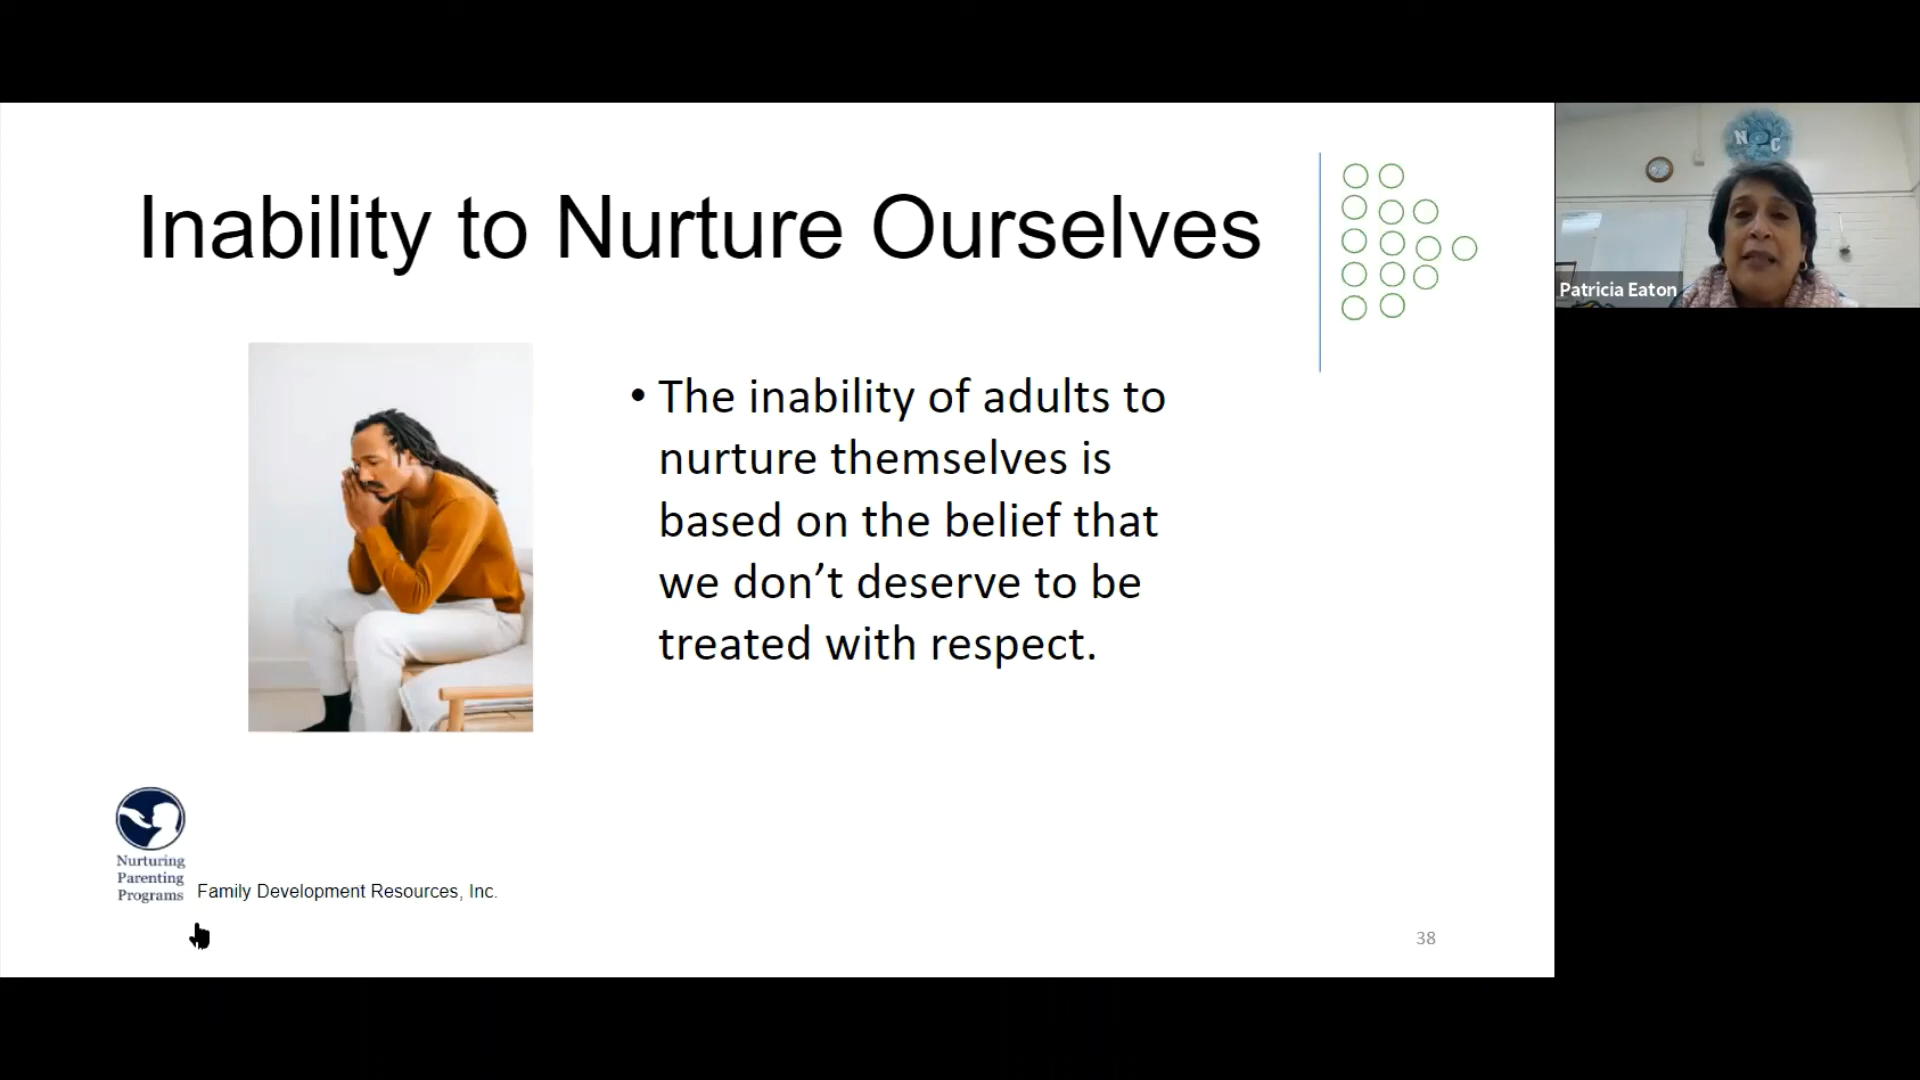 Inability to Nurture Ourselves
• The inability of adults to
nurture themselves is
based on the belief that
we don’t deserve to be
treated with respect.
Nurturing
Parenting
Programs
Family Development Resources, Inc.
38
N C
Patricia Eaton